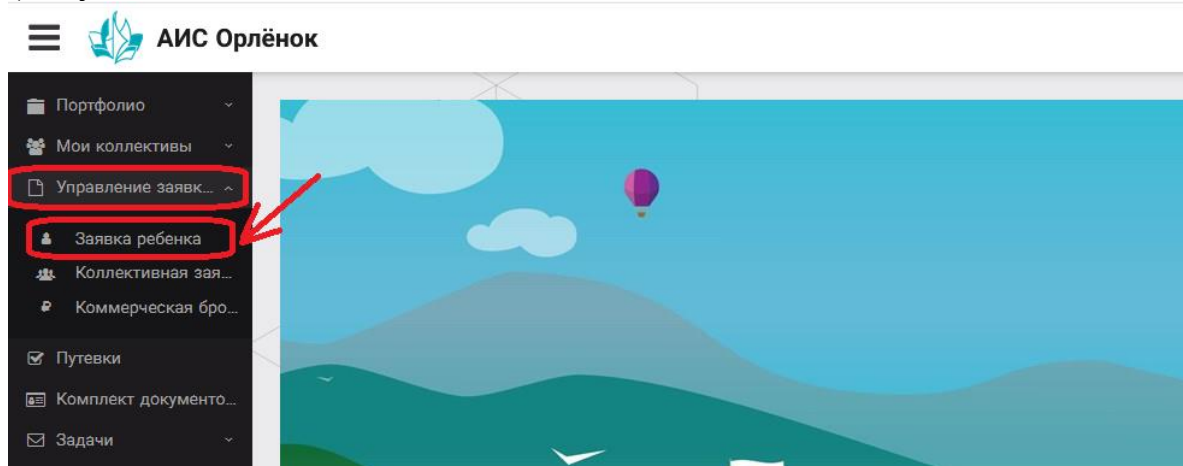 АИС Орлёнок
Портфолио
Мои коллективы
Управление заявк...
Заявка ребенка
Коллективная зая...
Коммерческая бро...
Путевки
Комплект документо...
Задачи